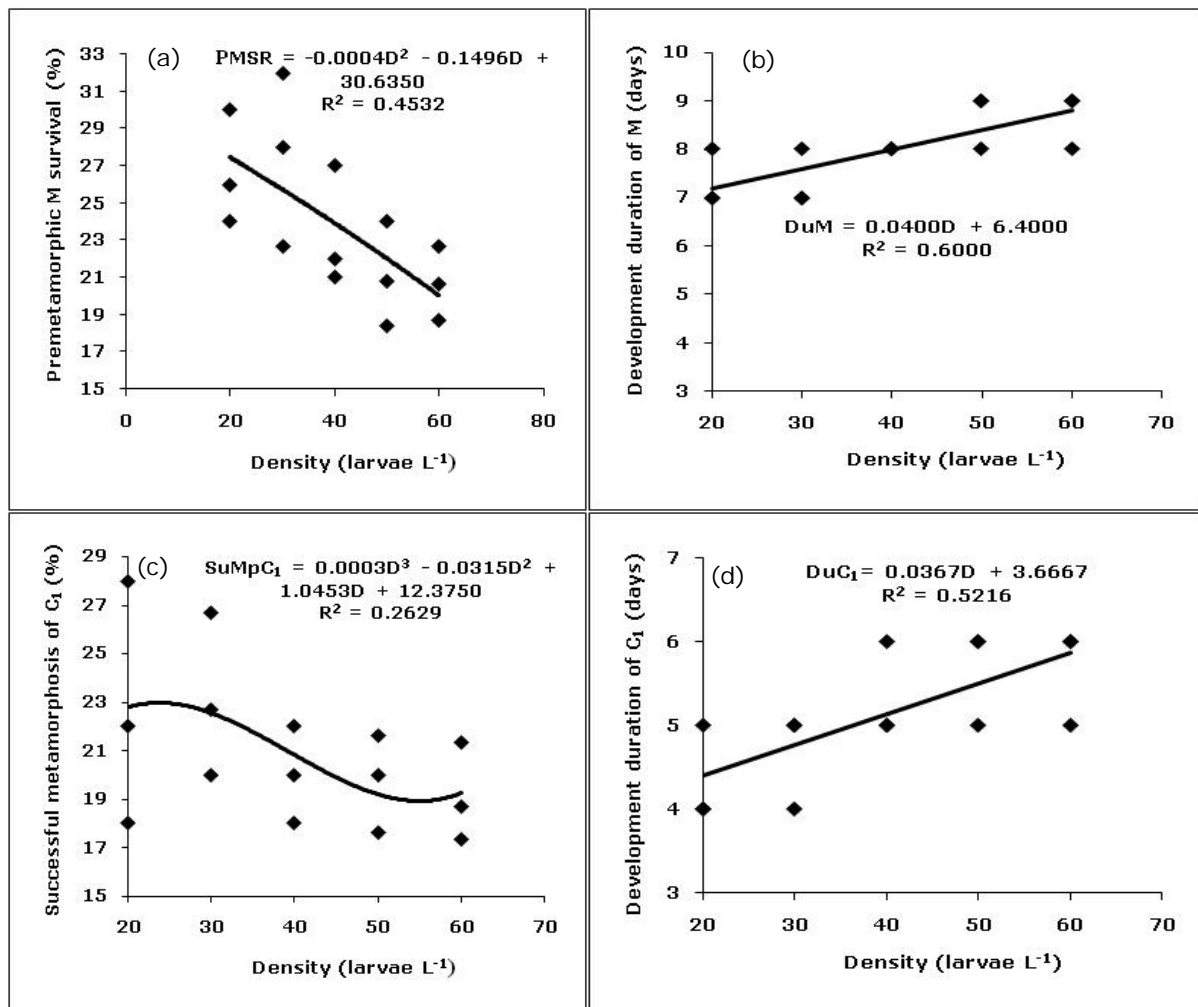 (a)
PMSR = -0.0004D² - 0.1496D +
30.6350
R² = 0.4532
Premetamorphic M survival (%)
33
31
29
27
25
23
21
19
17
15
0
20
40
60
80
Density (larvae L⁻¹)
(b)
Development duration of M (days)
10
9
8
7
6
5
4
3
DuM = 0.0400D + 6.4000
R² = 0.6000
20
30
40
50
60
70
Density (larvae L⁻¹)
(c)
SuMpC₁ = 0.0003D³ - 0.0315D² +
1.0453D + 12.3750
R² = 0.2629
Successful metamorphosis of C₁ (%)
29
27
25
23
21
19
17
15
20
30
40
50
60
70
Density (larvae L⁻¹)
(d)
DuC₁= 0.0367D + 3.6667
R² = 0.5216
Development duration of C₁ (days)
7
6
5
4
3
20
30
40
50
60
70
Density (larvae L⁻¹)